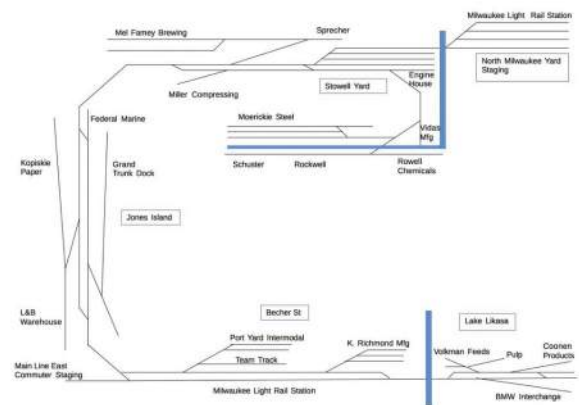 Mel Famey Brewing
Sprecher
Milwaukee Light Rail Station
North Milwaukee Yard
Staging
Engine
House
Stowell Yard
Miller Compressing
Federal Marine
Moerickie Steel
Vidas
Mfg
Kopiskie
Paper
Grand
Trunk Dock
Schuster
Rockwell
Rowell
Chemicals
Jones Island
L&B
Warehouse
Becher St
Lake Likasa
Port Yard Intermodal
K. Richmond Mfg
Volkman Feeds
Pulp
Coonen
Products
Team Track
Main Line East
Commuter Staging
Milwaukee Light Rail Station
BMW Interchange